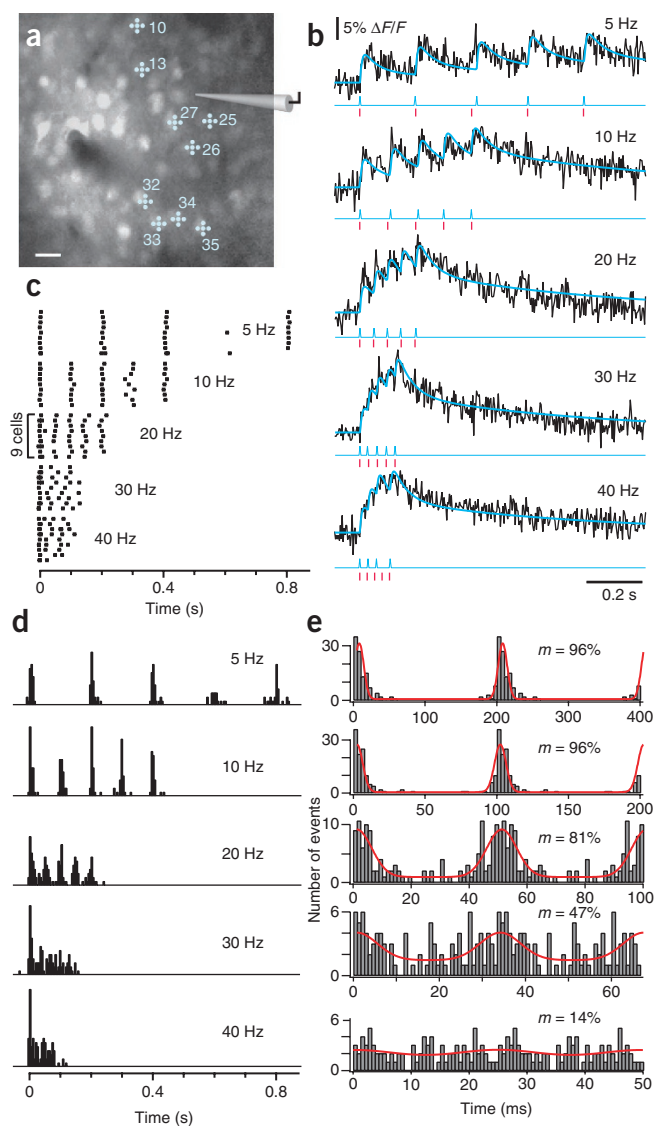 a
10
13
27
25
26
32
34
33
35
b
5% ΔF/F
5 Hz
10 Hz
20 Hz
30 Hz
40 Hz
0.2 s
c
9 cells
5 Hz
10 Hz
20 Hz
30 Hz
40 Hz
0
0.4
0.8
Time (s)
d
5 Hz
10 Hz
20 Hz
30 Hz
40 Hz
0
0.4
0.8
Time (s)
e
Number of events
30
0
m = 96%
0
100
200
300
400
30
0
m = 96%
0
50
100
150
200
10
0
m = 81%
0
20
40
60
80
100
6
0
m = 47%
0
20
40
60
6
0
m = 14%
0
10
20
30
40
50
Time (ms)